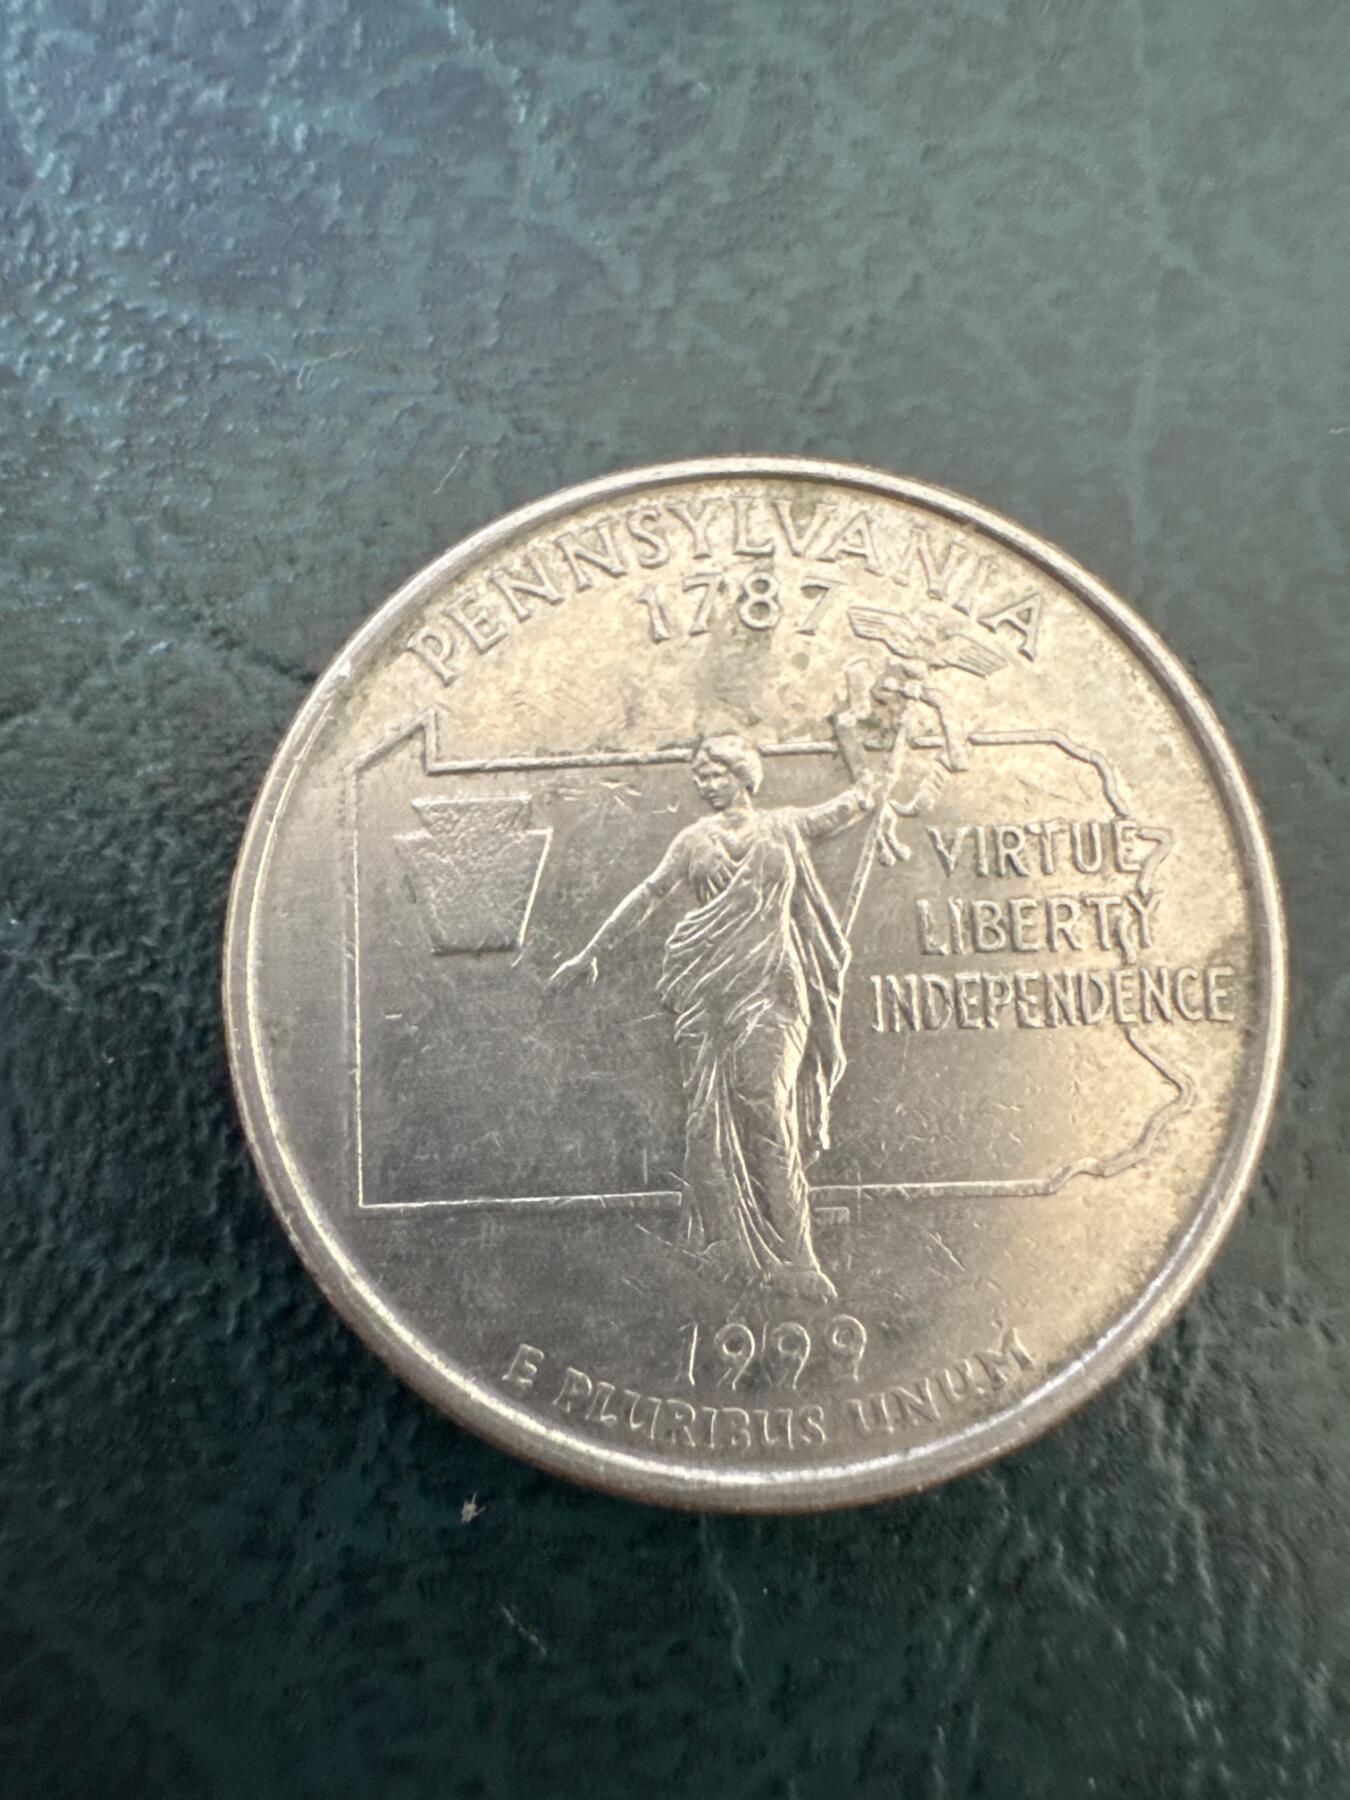 PENNSYLVANIA
1787
VIRTUE
LIBERTY
INDEPENDENCE
1999
E PLURIBUS UNUM